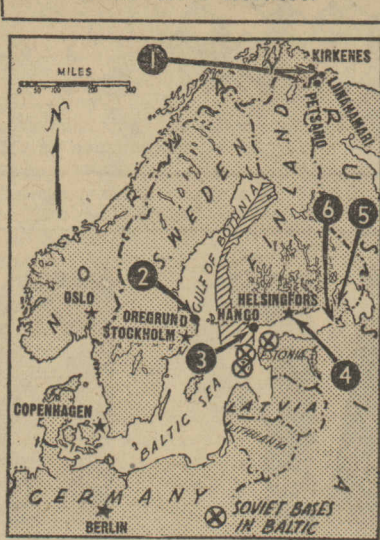 MILES
0 50 100 200 300
N
1
KIRKENES
LIINAHAMARI
PETSAMO
NORWAY
SWEDEN
FINLAND
RUSSIA
GULF OF BOTHNIA
6
5
2
OSLO
OREGRUND
STOCKHOLM
HELSINGFORS
HANGO
3
4
ESTONIA
COPENHAGEN
BALTIC SEA
LATVIA
LITHUANIA
GERMANY
BERLIN
SOVIET BASES
IN BALTIC